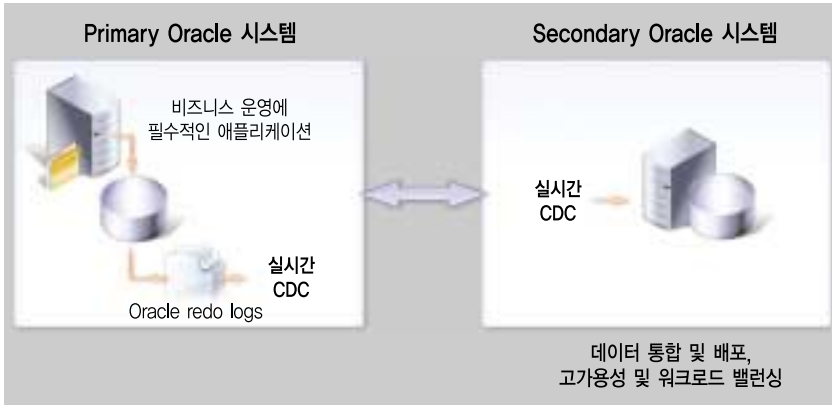 Primary Oracle 시스템
비즈니스 운영에
필수적인 애플리케이션
실시간
CDC
Oracle redo logs
Secondary Oracle 시스템
실시간
CDC
데이터 통합 및 배포,
고가용성 및 워크로드 밸런싱